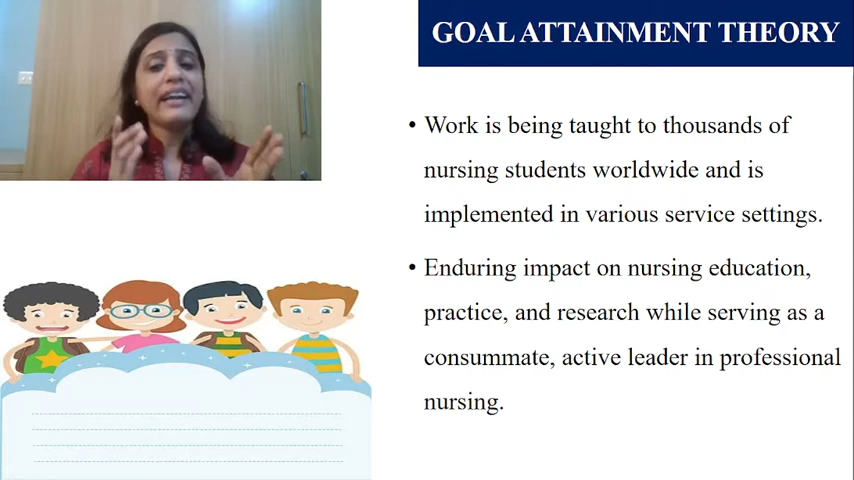 GOAL ATTAINMENT THEORY
• Work is being taught to thousands of
nursing students worldwide and is
implemented in various service settings.
• Enduring impact on nursing education,
practice, and research while serving as a
consummate, active leader in professional
nursing.